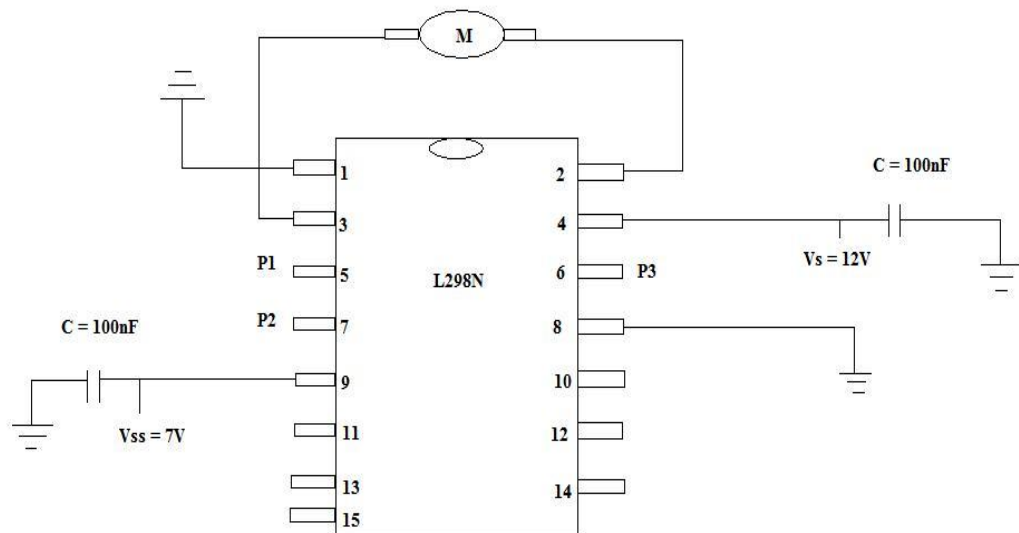 M
1
2
C = 100nF
3
4
P1
5
L298N
6
P3
Vs = 12V
P2
7
8
C = 100nF
9
10
Vss = 7V
11
12
13
14
15